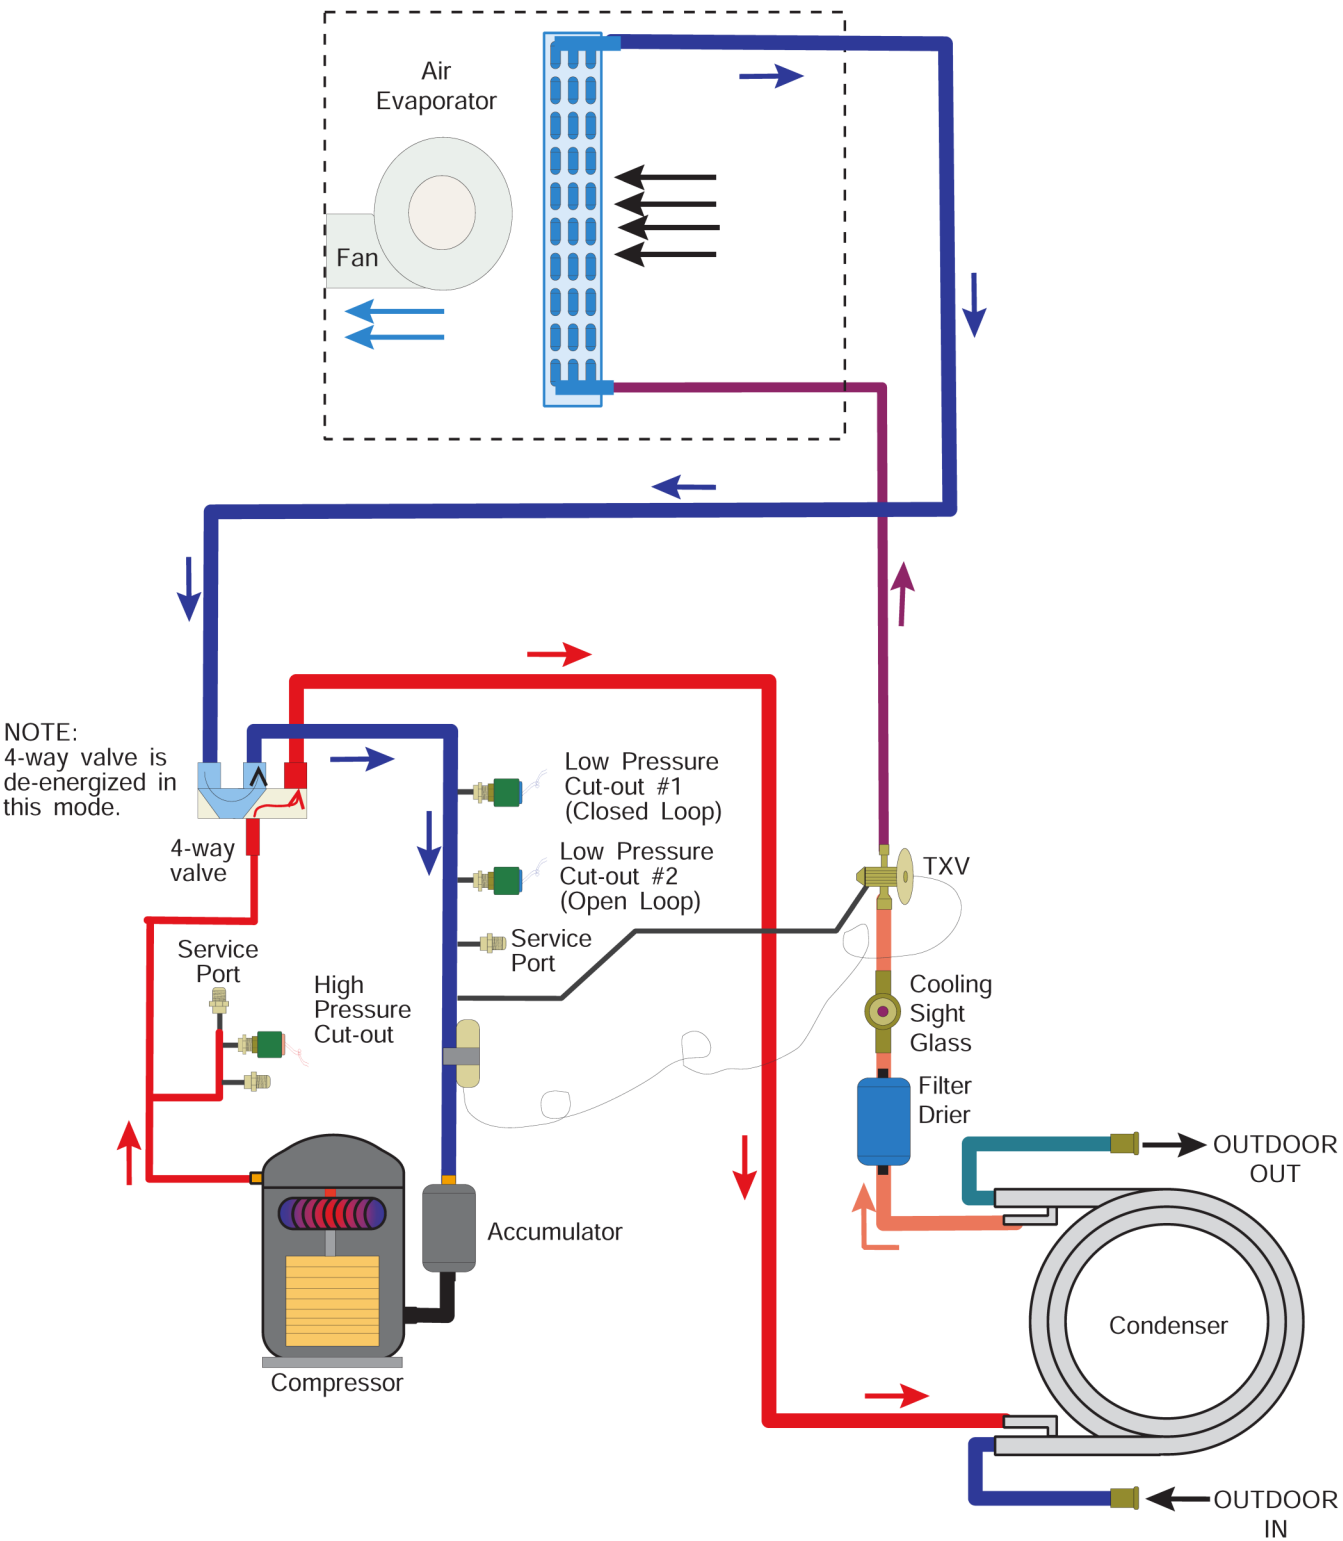 Air
Evaporator
Fan
NOTE:
4-way valve is
de-energized in
this mode.
4-way
valve
Low Pressure
Cut-out #1
(Closed Loop)
Low Pressure
Cut-out #2
(Open Loop)
TXV
Service
Port
Service
Port
High
Pressure
Cut-out
Cooling
Sight
Glass
Filter
Drier
OUTDOOR
OUT
Accumulator
Condenser
Compressor
OUTDOOR
IN